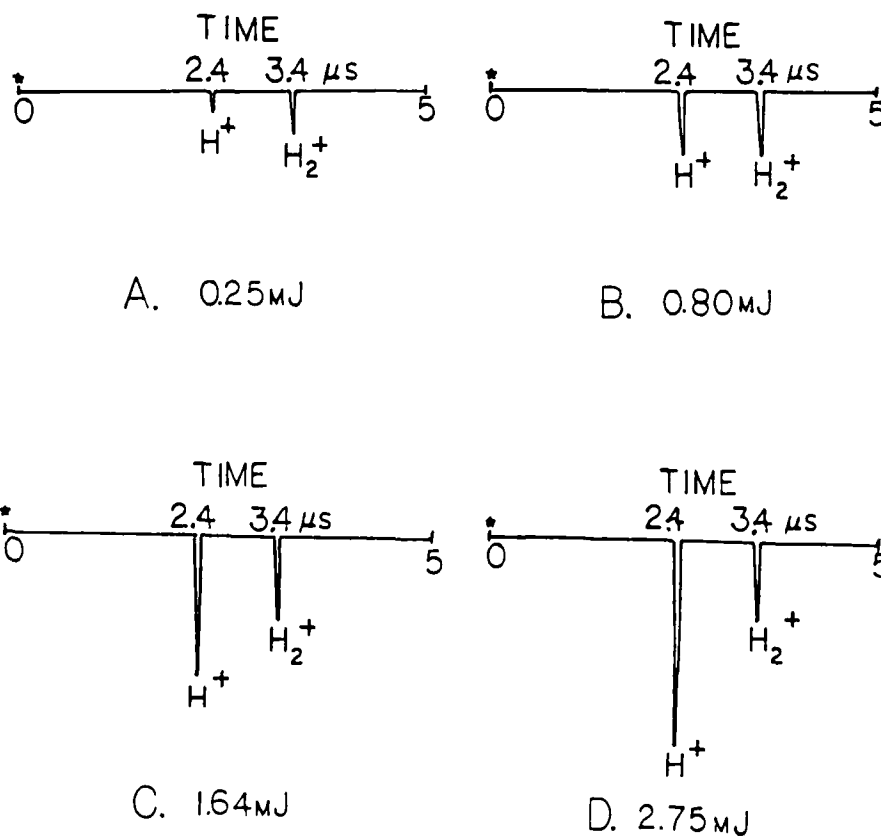 TIME
* 2.4 3.4 μs
0 5
H+
H2+
A. 0.25MJ
TIME
* 2.4 3.4 μs
0 5
H+ H2+
B. 0.80MJ
TIME
* 2.4 3.4 μs
0 5
H2+
H+
C. 1.64MJ
TIME
* 2.4 3.4 μs
0 5
H2+
H+
D. 2.75MJ